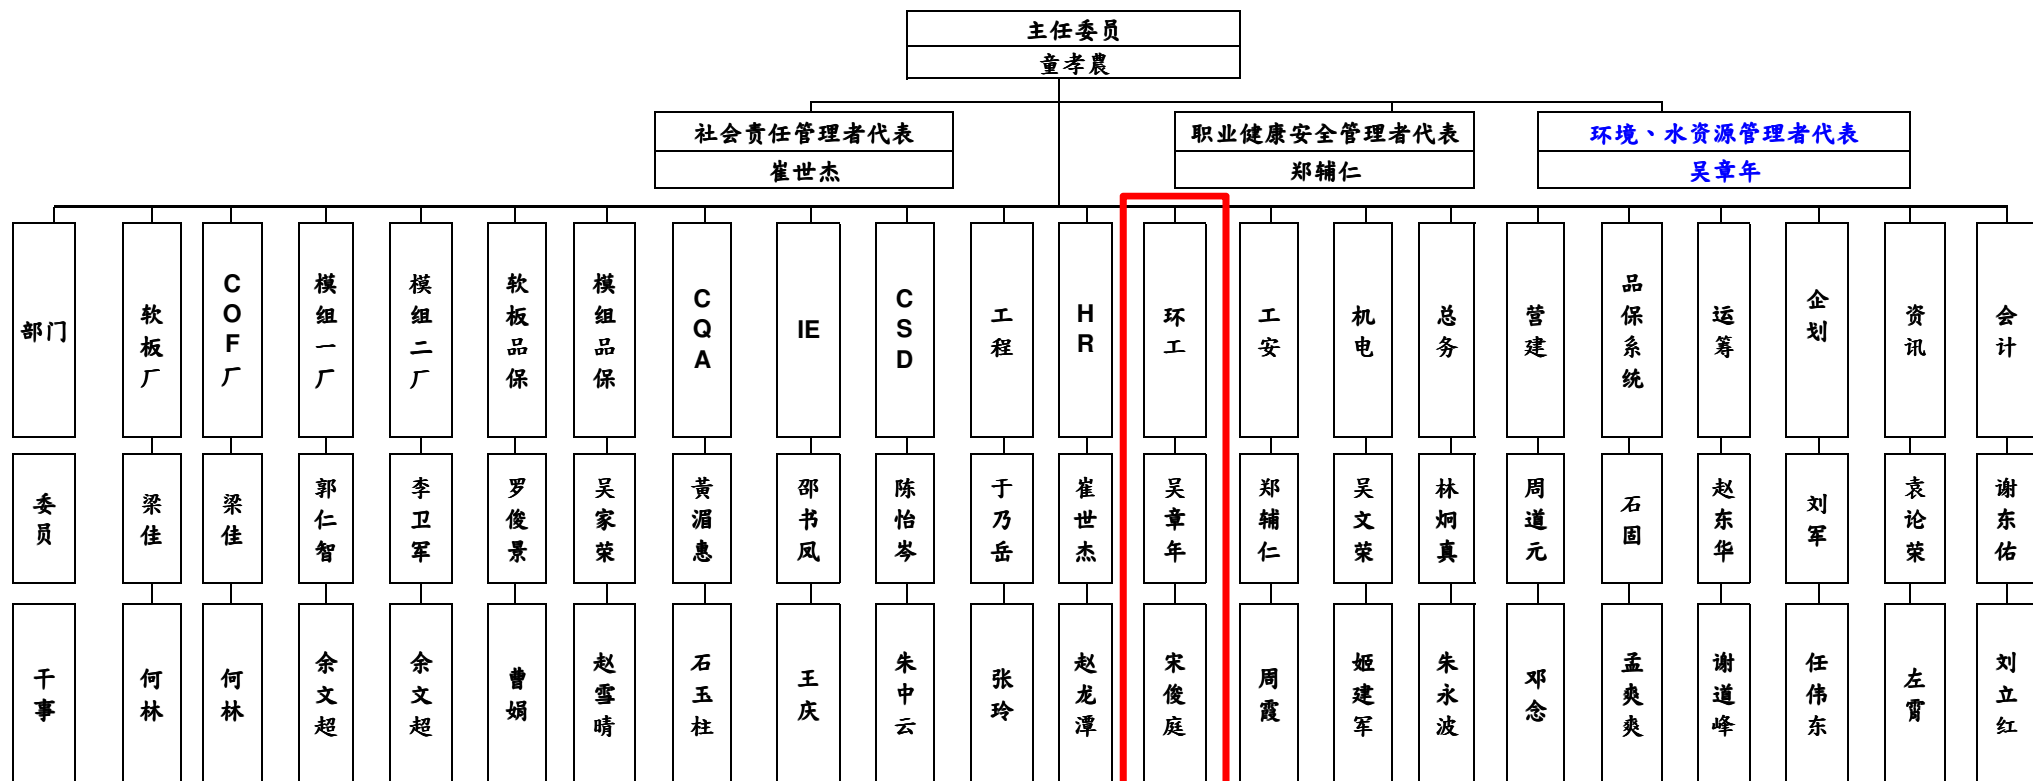 主任委员
童孝農
社会责任管理者代表
崔世杰
职业健康安全管理者代表
郑辅仁
环境、水资源管理者代表
吴章年
部门
软板厂
COF厂
模组一厂
模组二厂
软板品保
模组品保
CQA
IE
CSD
工程
HR
环工
工安
机电
总务
营建
品保系统
运筹
企划
资讯
会计
委员
梁佳
梁佳
郭仁智
李卫军
罗俊景
吴家荣
黄湄惠
邵书凤
陈怡岑
于乃岳
崔世杰
吴章年
郑辅仁
吴文荣
林炯真
周道元
石固
赵东华
刘军
袁论荣
谢东佑
干事
何林
何林
余文超
余文超
曹娟
赵雪晴
石玉柱
王庆
朱中云
张玲
赵龙潭
宋俊庭
周霞
姬建军
朱永波
邓念
孟爽爽
谢道峰
任伟东
左霄
刘立红